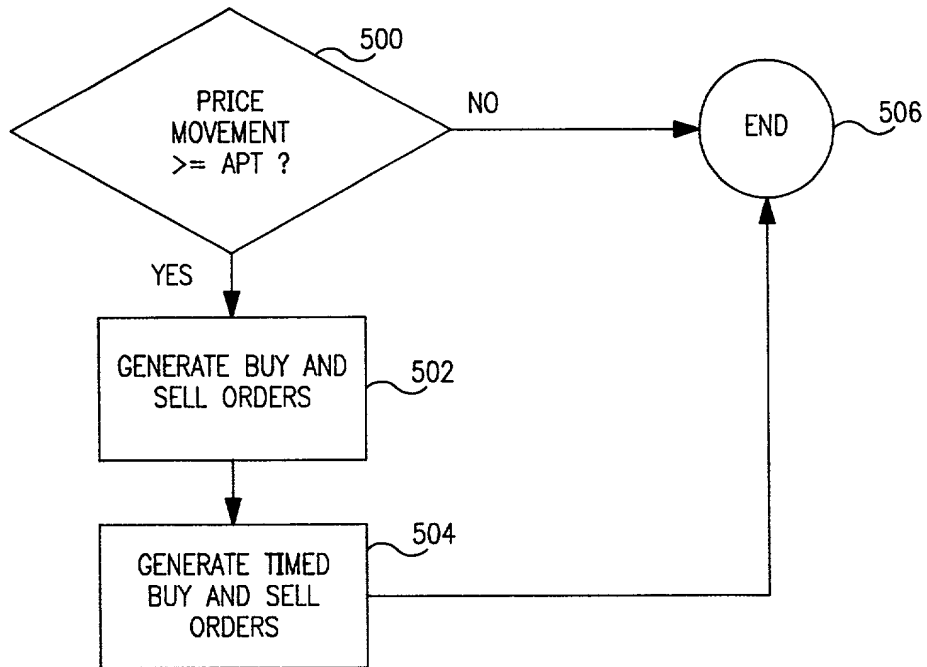 500
PRICE
MOVEMENT
>= APT ?
NO
END
506
YES
GENERATE BUY AND
SELL ORDERS
502
504
GENERATE TIMED
BUY AND SELL
ORDERS